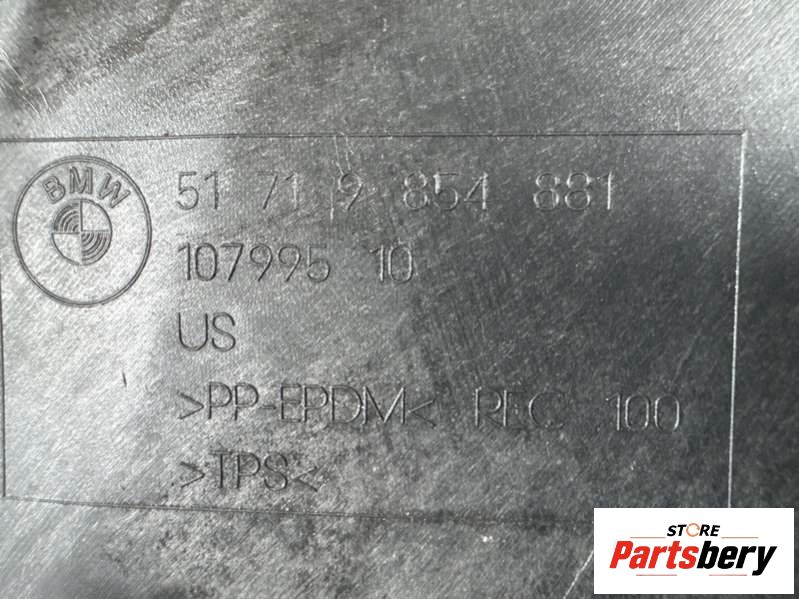 BMW
51 71 9 854 881
107995 10
US
>PP-EPDM< REC 100
>TPS<
STORE
Partsbery